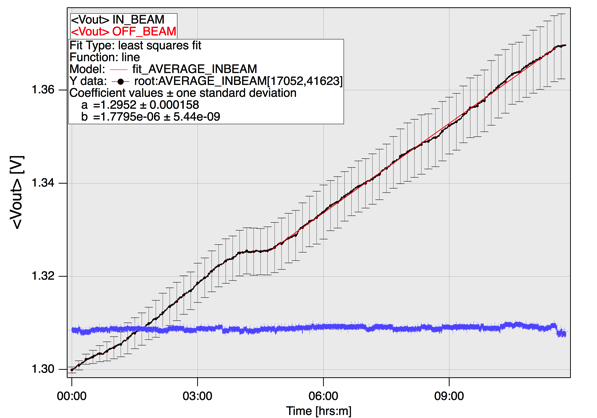 <Vout> IN_BEAM
<Vout> OFF_BEAM
Fit Type: least squares fit
Function: line
Model: fit_AVERAGE_INBEAM
Y data: root:AVERAGE_INBEAM[17052,41623]
Coefficient values ± one standard deviation
a =1.2952 ± 0.000158
b =1.7795e-06 ± 5.44e-09
<Vout> [V]
1.36
1.34
1.32
1.30
00:00 03:00 06:00 09:00
Time [hrs:m]